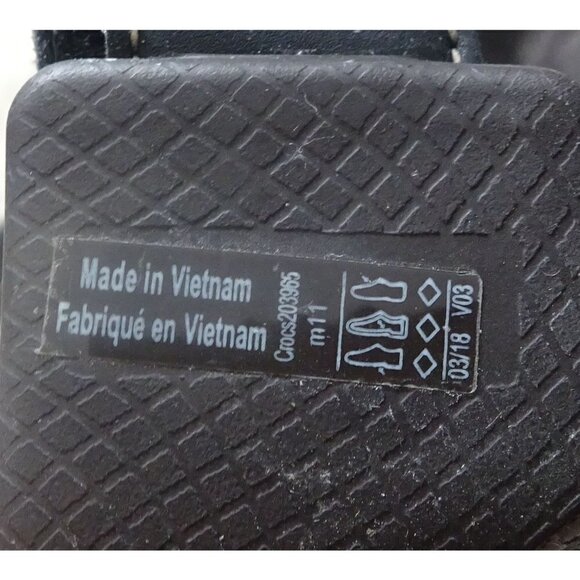 Made in Vietnam
Fabriqué en Vietnam
Crocs203965
m11
03/18 V03